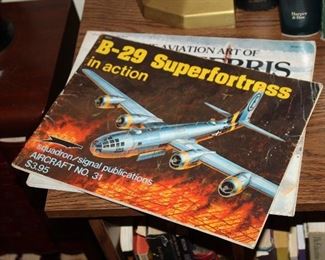 AVIATION ART OF
B-29 Superfortress
in action
squadron/signal publications
AIRCRAFT NO. 31
$3.95